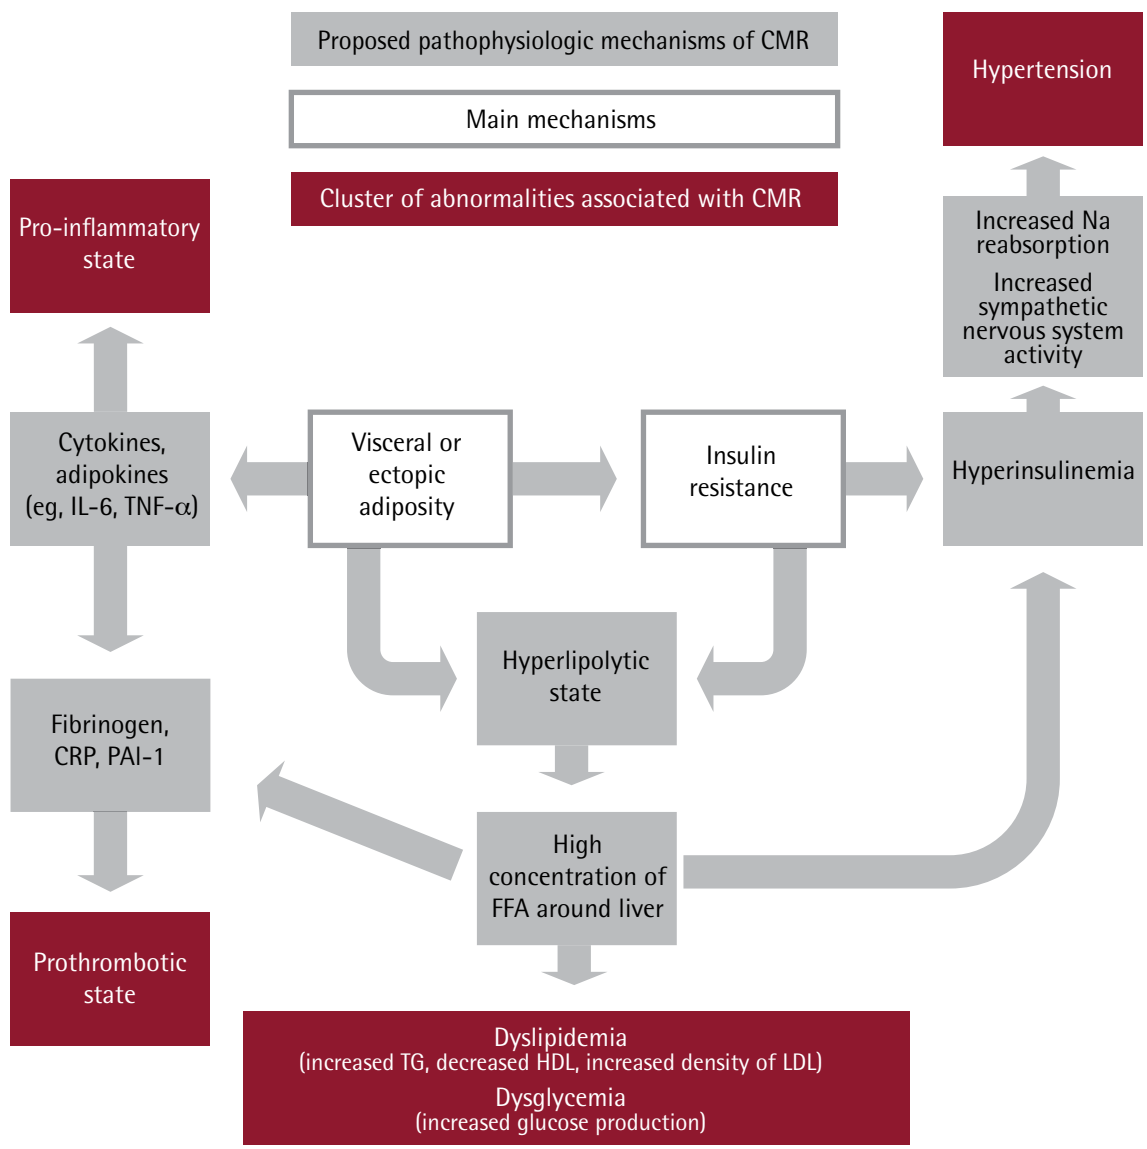 Proposed pathophysiologic mechanisms of CMR
Main mechanisms
Cluster of abnormalities associated with CMR
Hypertension
Increased Na
reabsorption
Increased
sympathetic
nervous system
activity
Pro-inflammatory
state
Cytokines,
adipokines
(eg, IL-6, TNF-α)
Visceral or
ectopic
adiposity
Insulin
resistance
Hyperinsulinemia
Hyperlipolytic
state
Fibrinogen,
CRP, PAI-1
High
concentration of
FFA around liver
Prothrombotic
state
Dyslipidemia
(increased TG, decreased HDL, increased density of LDL)
Dysglycemia
(increased glucose production)